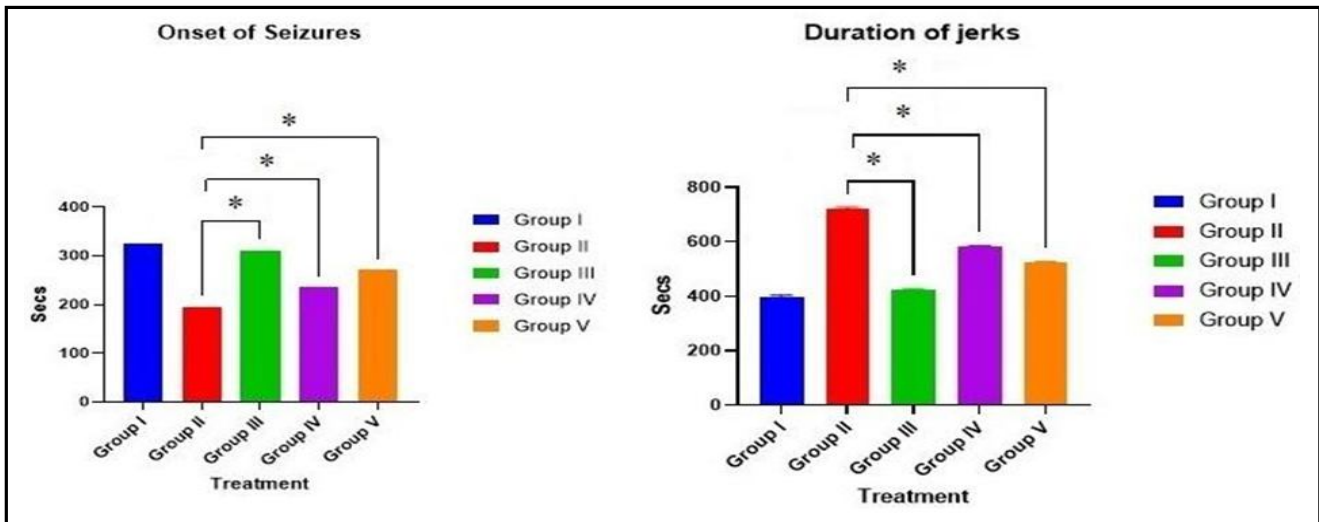 Onset of Seizures
*
*
*
400
300
200
100
0
Secs
Group I
Group II
Group III
Group IV
Group V
Treatment
Group I
Group II
Group III
Group IV
Group V
Duration of jerks
*
*
*
800
600
400
200
0
Secs
Group I
Group II
Group III
Group IV
Group V
Treatment
Group I
Group II
Group III
Group IV
Group V